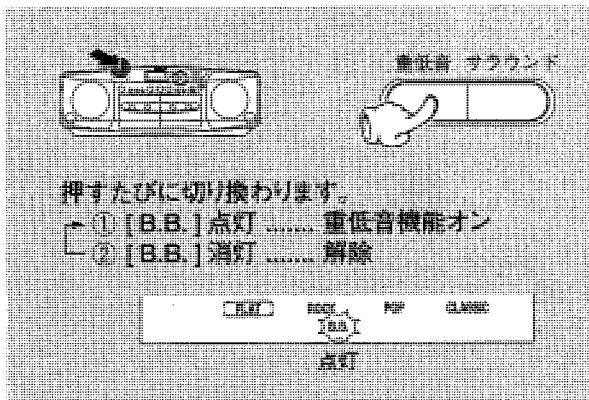 重低音 サラウンド
押すたびに切り換わります。
① [B.B.] 点灯 ....... 重低音機能オン
② [B.B.] 消灯 ....... 解除
FLAT ROCK POP CLASSIC
B.B.
点灯